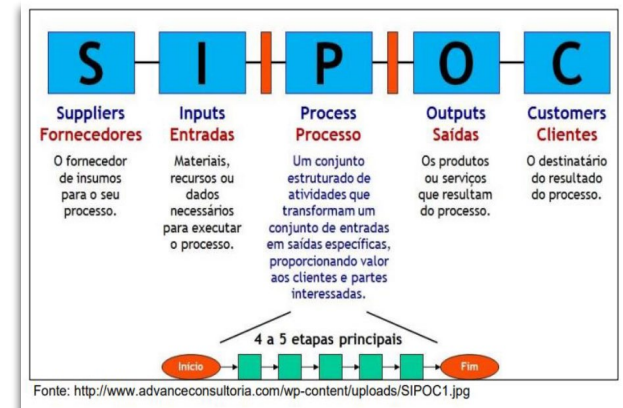 S I P O C
Suppliers
Fornecedores
O fornecedor
de insumos
para o seu
processo.
Inputs
Entradas
Materiais,
recursos ou
dados
necessários
para executar
o processo.
Process
Processo
Um conjunto
estruturado de
atividades que
transformam um
conjunto de entradas
em saídas específicas,
proporcionando valor
aos clientes e partes
interessadas.
Outputs
Saídas
Os produtos
ou serviços
que resultam
do processo.
Customers
Clientes
O destinatário
do resultado
do processo.
4 a 5 etapas principais
Início
Fim
Fonte: http://www.advanceconsultoria.com/wp-content/uploads/SIPOC1.jpg